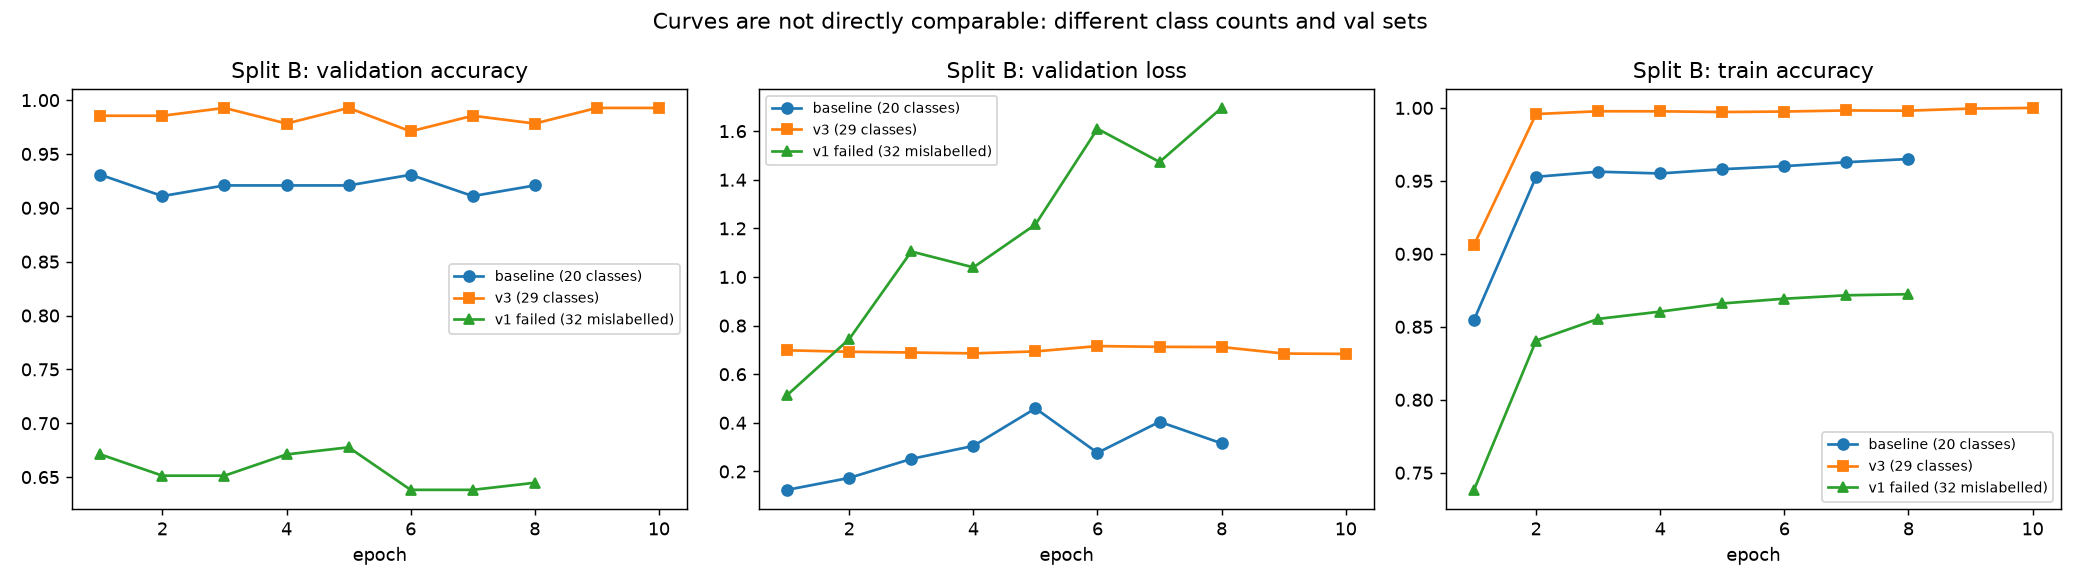 Curves are not directly comparable: different class counts and val sets
Split B: validation accuracy
1.00
0.95
0.90
0.85
0.80
0.75
0.70
0.65
baseline (20 classes)
v3 (29 classes)
v1 failed (32 mislabelled)
2 4 6 8 10
epoch
Split B: validation loss
baseline (20 classes)
v3 (29 classes)
v1 failed (32 mislabelled)
1.6
1.4
1.2
1.0
0.8
0.6
0.4
0.2
2 4 6 8 10
epoch
Split B: train accuracy
1.00
0.95
0.90
0.85
0.80
0.75
baseline (20 classes)
v3 (29 classes)
v1 failed (32 mislabelled)
2 4 6 8 10
epoch